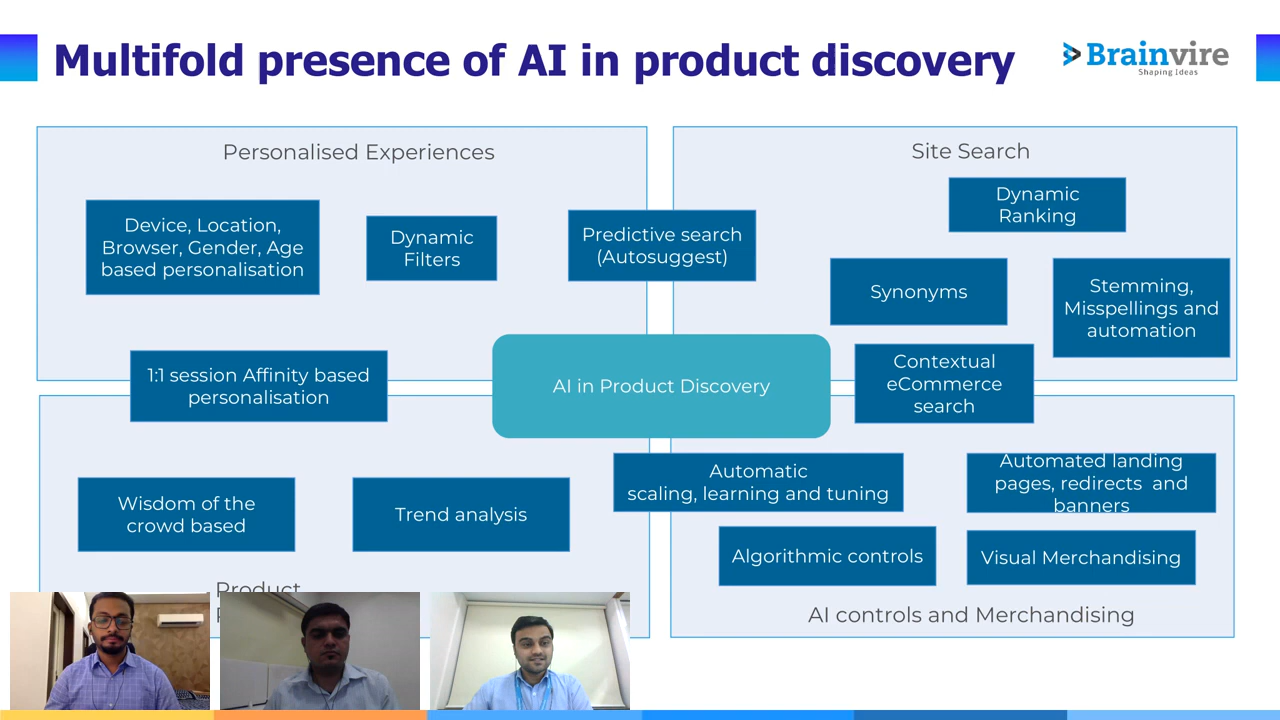 Multifold presence of AI in product discovery
Brainvire
Shaping Ideas
Personalised Experiences
Device, Location,
Browser, Gender, Age
based personalisation
Dynamic
Filters
Predictive search
(Autosuggest)
1:1 session Affinity based
personalisation
Site Search
Dynamic
Ranking
Synonyms
Stemming,
Misspellings and
automation
Contextual
eCommerce
search
AI in Product Discovery
Wisdom of the
crowd based
Trend analysis
Product
Automatic
scaling, learning and tuning
Automated landing
pages, redirects and
banners
Algorithmic controls
Visual Merchandising
AI controls and Merchandising